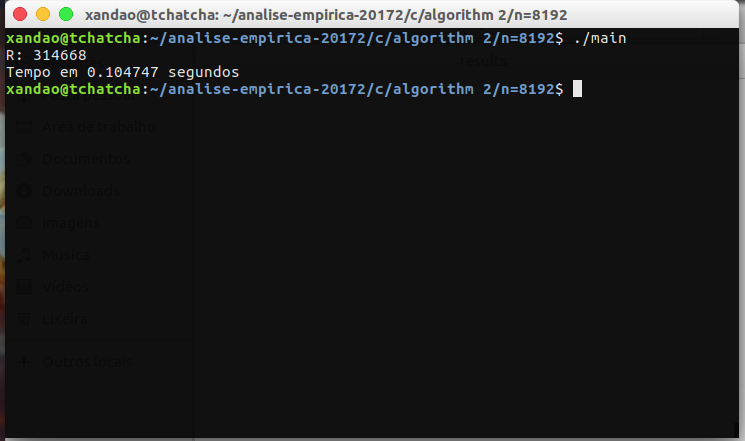 xandao@tchatcha: ~/analise-empirica-20172/c/algorithm 2/n=8192
xandao@tchatcha:~/analise-empirica-20172/c/algorithm 2/n=8192$ ./main
R: 314668
Tempo em 0.104747 segundos
xandao@tchatcha:~/analise-empirica-20172/c/algorithm 2/n=8192$
results
Área de trabalho
Documentos
Downloads
Imagens
Música
Vídeos
Lixeira
+ Outros locais